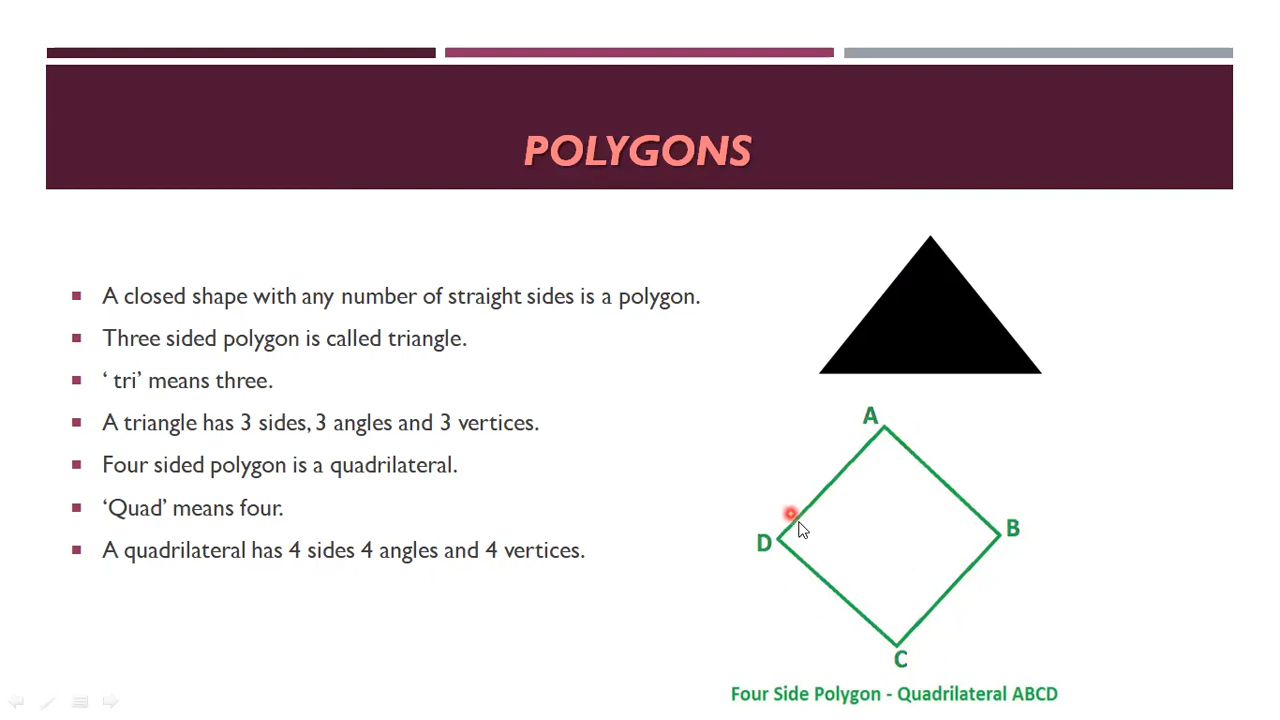 POLYGONS
A closed shape with any number of straight sides is a polygon.
Three sided polygon is called triangle.
‘ tri’ means three.
A triangle has 3 sides, 3 angles and 3 vertices.
Four sided polygon is a quadrilateral.
‘Quad’ means four.
A quadrilateral has 4 sides 4 angles and 4 vertices.
A
B
D
C
Four Side Polygon - Quadrilateral ABCD